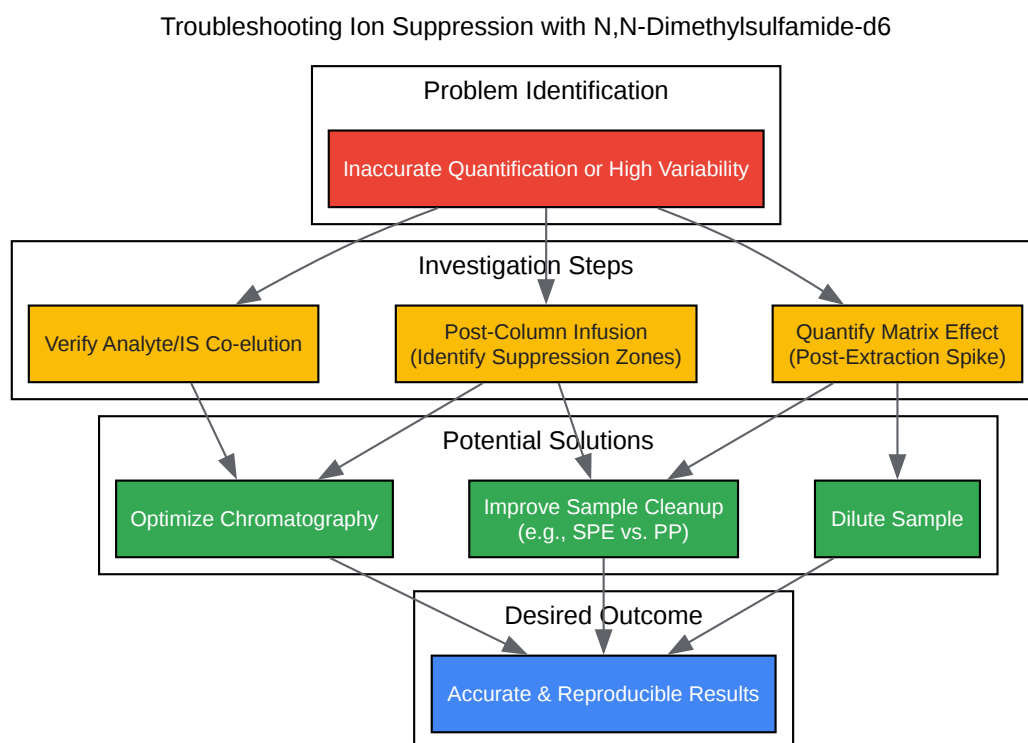 Troubleshooting Ion Suppression with N,N-Dimethylsulfamide-d6
Problem Identification
Inaccurate Quantification or High Variability
Investigation Steps
Verify Analyte/IS Co-elution
Post-Column Infusion
(Identify Suppression Zones)
Quantify Matrix Effect
(Post-Extraction Spike)
Potential Solutions
Optimize Chromatography
Improve Sample Cleanup
(e.g., SPE vs. PP)
Dilute Sample
Desired Outcome
Accurate & Reproducible Results